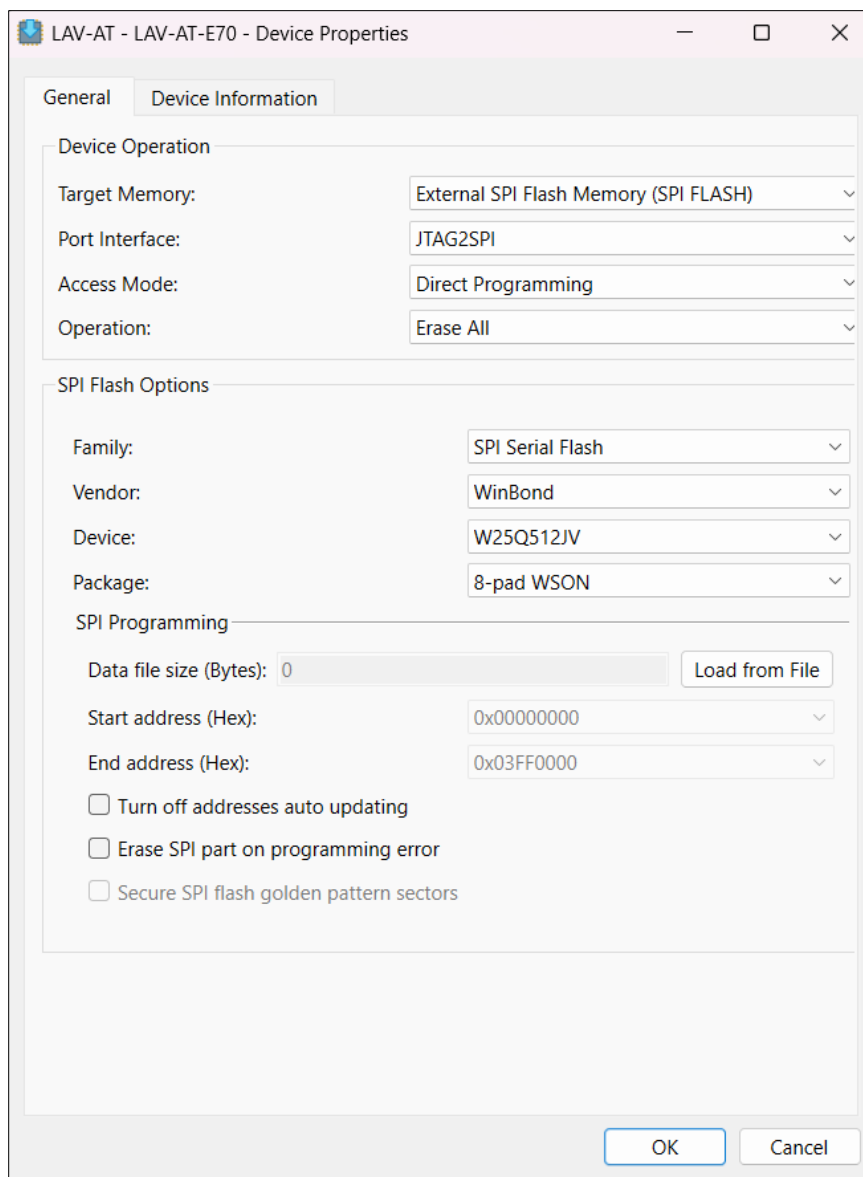 LAV-AT - LAV-AT-E70 - Device Properties
General Device Information
Device Operation
Target Memory: External SPI Flash Memory (SPI FLASH)
Port Interface: JTAG2SPI
Access Mode: Direct Programming
Operation: Erase All
SPI Flash Options
Family: SPI Serial Flash
Vendor: WinBond
Device: W25Q512JV
Package: 8-pad WSON
SPI Programming
Data file size (Bytes): 0 Load from File
Start address (Hex): 0x00000000
End address (Hex): 0x03FF0000
Turn off addresses auto updating
Erase SPI part on programming error
Secure SPI flash golden pattern sectors
OK Cancel